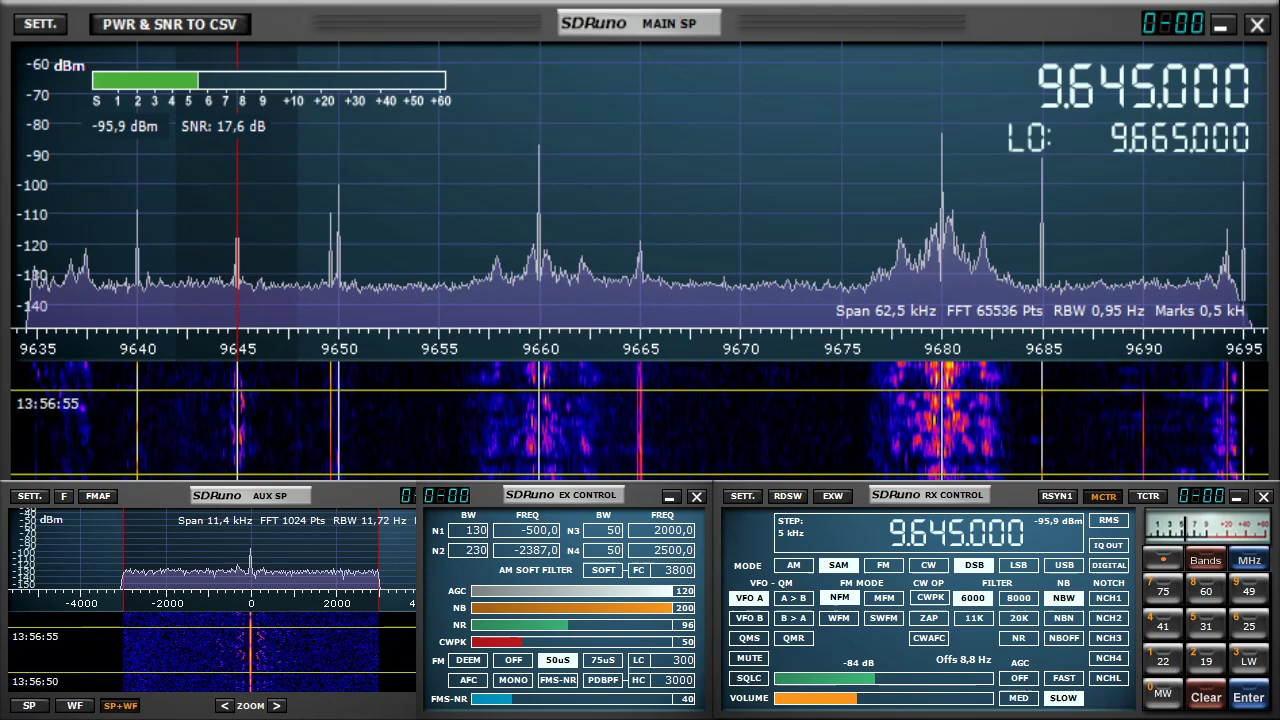 SETT. PWR & SNR TO CSV SDRuno MAIN SP 0-00
-60 dBm
S 1 2 3 4 5 6 7 8 9 +10 +20 +30 +40 +50 +60
-95,9 dBm SNR: 17,6 dB
9.645.000
LO: 9.665.000
-70
-80
-90
-100
-110
-120
-130
-140
Span 62,5 kHz FFT 65536 Pts RBW 0,95 Hz Marks 0,5 kH
9635 9640 9645 9650 9655 9660 9665 9670 9675 9680 9685 9690 9695
13:56:55
SETT. F FMAF SDRuno AUX SP
dBm Span 11,4 kHz FFT 1024 Pts RBW 11,72 Hz
-4000 -2000 0 2000
13:56:55
13:56:50
SP WF SP+WF < ZOOM >
0-00 SDRuno EX CONTROL
BW FREQ BW FREQ
N1 130 -500,0 N3 50 2000,0
N2 230 -2387,0 N4 50 2500,0
AM SOFT FILTER SOFT FC 3800
AGC 120
NB 200
NR 96
CWPK 50
FM DEEM OFF 50uS 75uS LC 300
AFC MONO FMS-NR PDBPF HC 3000
FMS-NR 40
SETT. RDSW EXW SDRuno RX CONTROL RSYN1 MCTR TCTR 0-00
STEP:
5 kHz
9.645.000
-95,9 dBm
RMS
IQ OUT
MODE AM SAM FM CW DSB LSB USB DIGITAL
VFO - QM FM MODE CW OP FILTER NB NOTCH
VFO A A > B NFM MFM CWPK 6000 8000 NBW NCH1
VFO B B > A WFM SWFM ZAP 11K 20K NBN NCH2
QMS QMR CWAFC NR NBOFF NCH3
MUTE -84 dB Offs 8,8 Hz AGC NCH4
SQLC OFF FAST NCHL
VOLUME MED SLOW
1 3 5 7 9 +20 +40 +60
Bands MHz
7 75 8 60 9 49
4 41 5 31 6 25
1 22 2 19 3 LW
0 MW Clear Enter